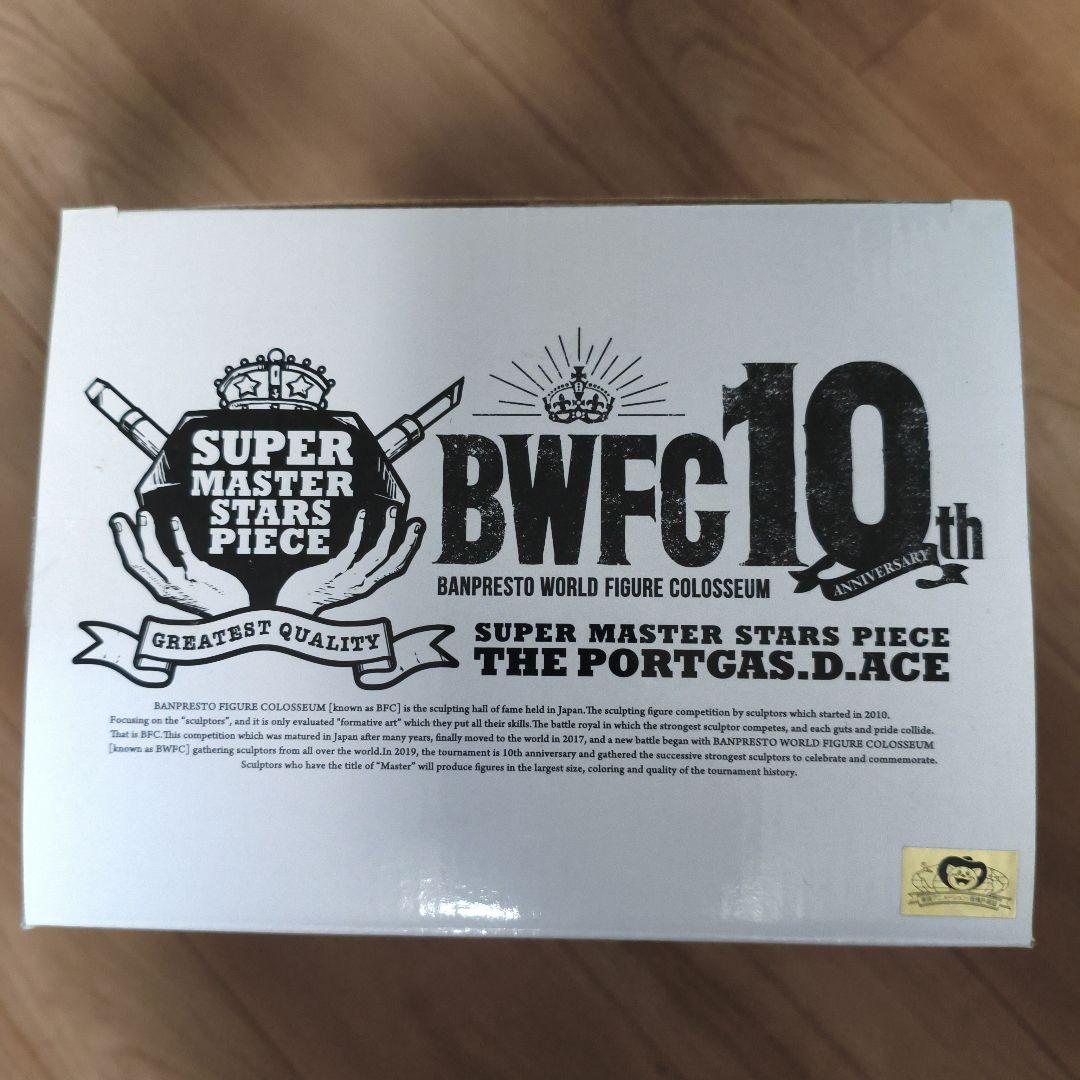 SUPER
MASTER
STARS
PIECE
GREATEST QUALITY
BWFC 10th
ANNIVERSARY
BANPRESTO WORLD FIGURE COLOSSEUM
SUPER MASTER STARS PIECE
THE PORTGAS.D.ACE
BANPRESTO FIGURE COLOSSEUM [known as BFC] is the sculpting hall of fame held in Japan.The sculpting figure competition by sculptors which started in 2010.
Focusing on the "sculptors", and it is only evaluated "formative art" which they put all their skills.The battle royal in which the strongest sculptor competes, and each guts and pride collide.
That is BFC.This competition which was matured in Japan after many years, finally moved to the world in 2017, and a new battle began with BANPRESTO WORLD FIGURE COLOSSEUM
[known as BWFC] gathering sculptors from all over the world.In 2019, the tournament is 10th anniversary and gathered the successive strongest sculptors to celebrate and commemorate.
Sculptors who have the title of "Master" will produce figures in the largest size, coloring and quality of the tournament history.